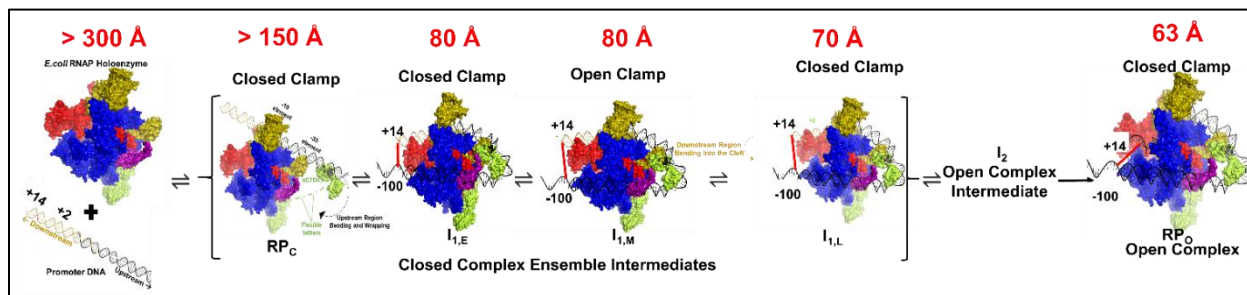 > 300 Å
E.coli RNAP Holoenzyme
+14
+2
+
Downstream
Upstream
Promoter DNA
> 150 Å
Closed Clamp
-10
element
-35
element
αCTDs
Flexible
tethers
Upstream Region
Bending and Wrapping
RPC
80 Å
Closed Clamp
+14
-100
I1,E
80 Å
Open Clamp
+14
-100
I1,M
Downstream Region
Bending into the Cleft
70 Å
Closed Clamp
+14
-100
I1,L
Closed Complex Ensemble Intermediates
I2
Open Complex
Intermediate
63 Å
Closed Clamp
+14
-100
RPO
Open Complex